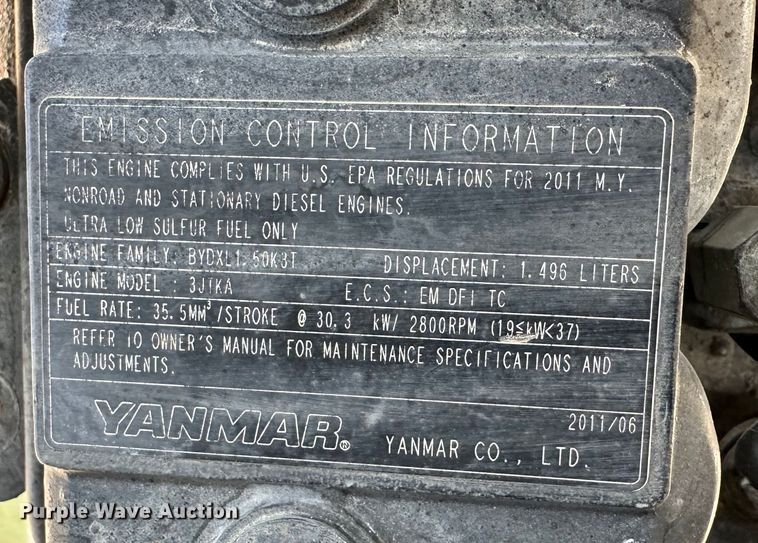 EMISSION CONTROL INFORMATION
THIS ENGINE COMPLIES WITH U.S. EPA REGULATIONS FOR 2011 M.Y.
NONROAD AND STATIONARY DIESEL ENGINES.
ULTRA LOW SULFUR FUEL ONLY
ENGINE FAMILY: BYDXL1.50K3T DISPLACEMENT: 1.496 LITERS
ENGINE MODEL : 3J1KA E.C.S.: EM DFI TC
FUEL RATE: 35.5MM³/STROKE @ 30.3 kW/ 2800RPM (19≤kW<37)
REFER TO OWNER'S MANUAL FOR MAINTENANCE SPECIFICATIONS AND
ADJUSTMENTS.
2011/06
YANMAR® YANMAR CO., LTD.
Purple Wave Auction